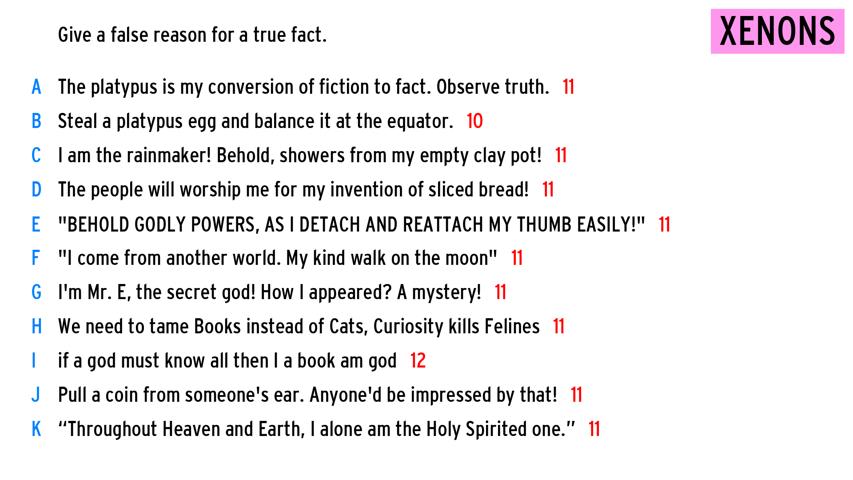 Give a false reason for a true fact.
XENONS
A The platypus is my conversion of fiction to fact. Observe truth. 11
B Steal a platypus egg and balance it at the equator. 10
C I am the rainmaker! Behold, showers from my empty clay pot! 11
D The people will worship me for my invention of sliced bread! 11
E "BEHOLD GODLY POWERS, AS I DETACH AND REATTACH MY THUMB EASILY!" 11
F "I come from another world. My kind walk on the moon" 11
G I'm Mr. E, the secret god! How I appeared? A mystery! 11
H We need to tame Books instead of Cats, Curiosity kills Felines 11
I if a god must know all then I a book am god 12
J Pull a coin from someone's ear. Anyone'd be impressed by that! 11
K “Throughout Heaven and Earth, I alone am the Holy Spirited one.” 11